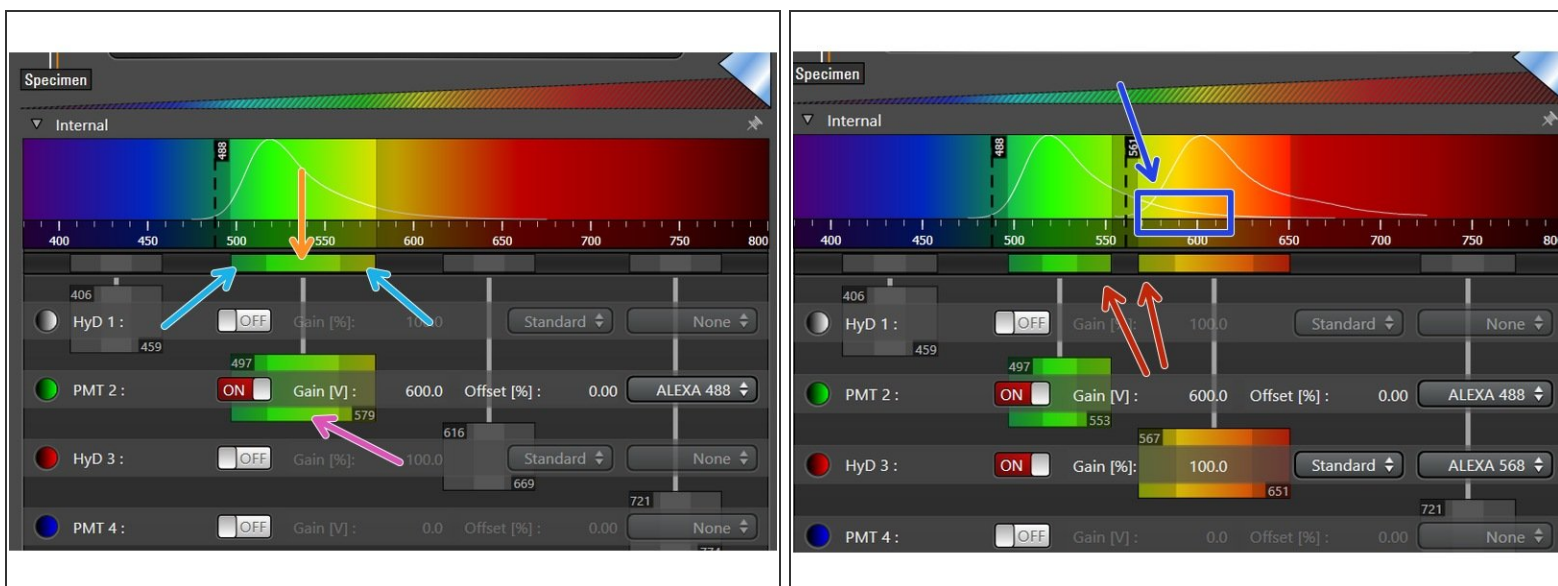 Specimen
Internal
488
400 450 500 550 600 650 700 750 800
406
HyD 1 : OFF Gain [%]: Standard None
459
497
PMT 2 : ON Gain [V] : 600.0 Offset [%] : 0.00 ALEXA 488
579
616
HyD 3 : OFF Gain [%]: 100.0 Standard None
669
721
PMT 4 : OFF Gain [V] : 0.0 Offset [%] : 0.00 None
Specimen
Internal
488 561
400 450 500 550 600 650 700 750
406
HyD 1 : OFF 100.0 Standard None
459
497
PMT 2 : ON Gain [V] : 600.0 Offset [%] : 0.00 ALEXA 488
553
567
HyD 3 : ON Gain [%]: 100.0 Standard ALEXA 568
651
721
PMT 4 : OFF Gain [V] : 0.0 Offset [%] : 0.00 None